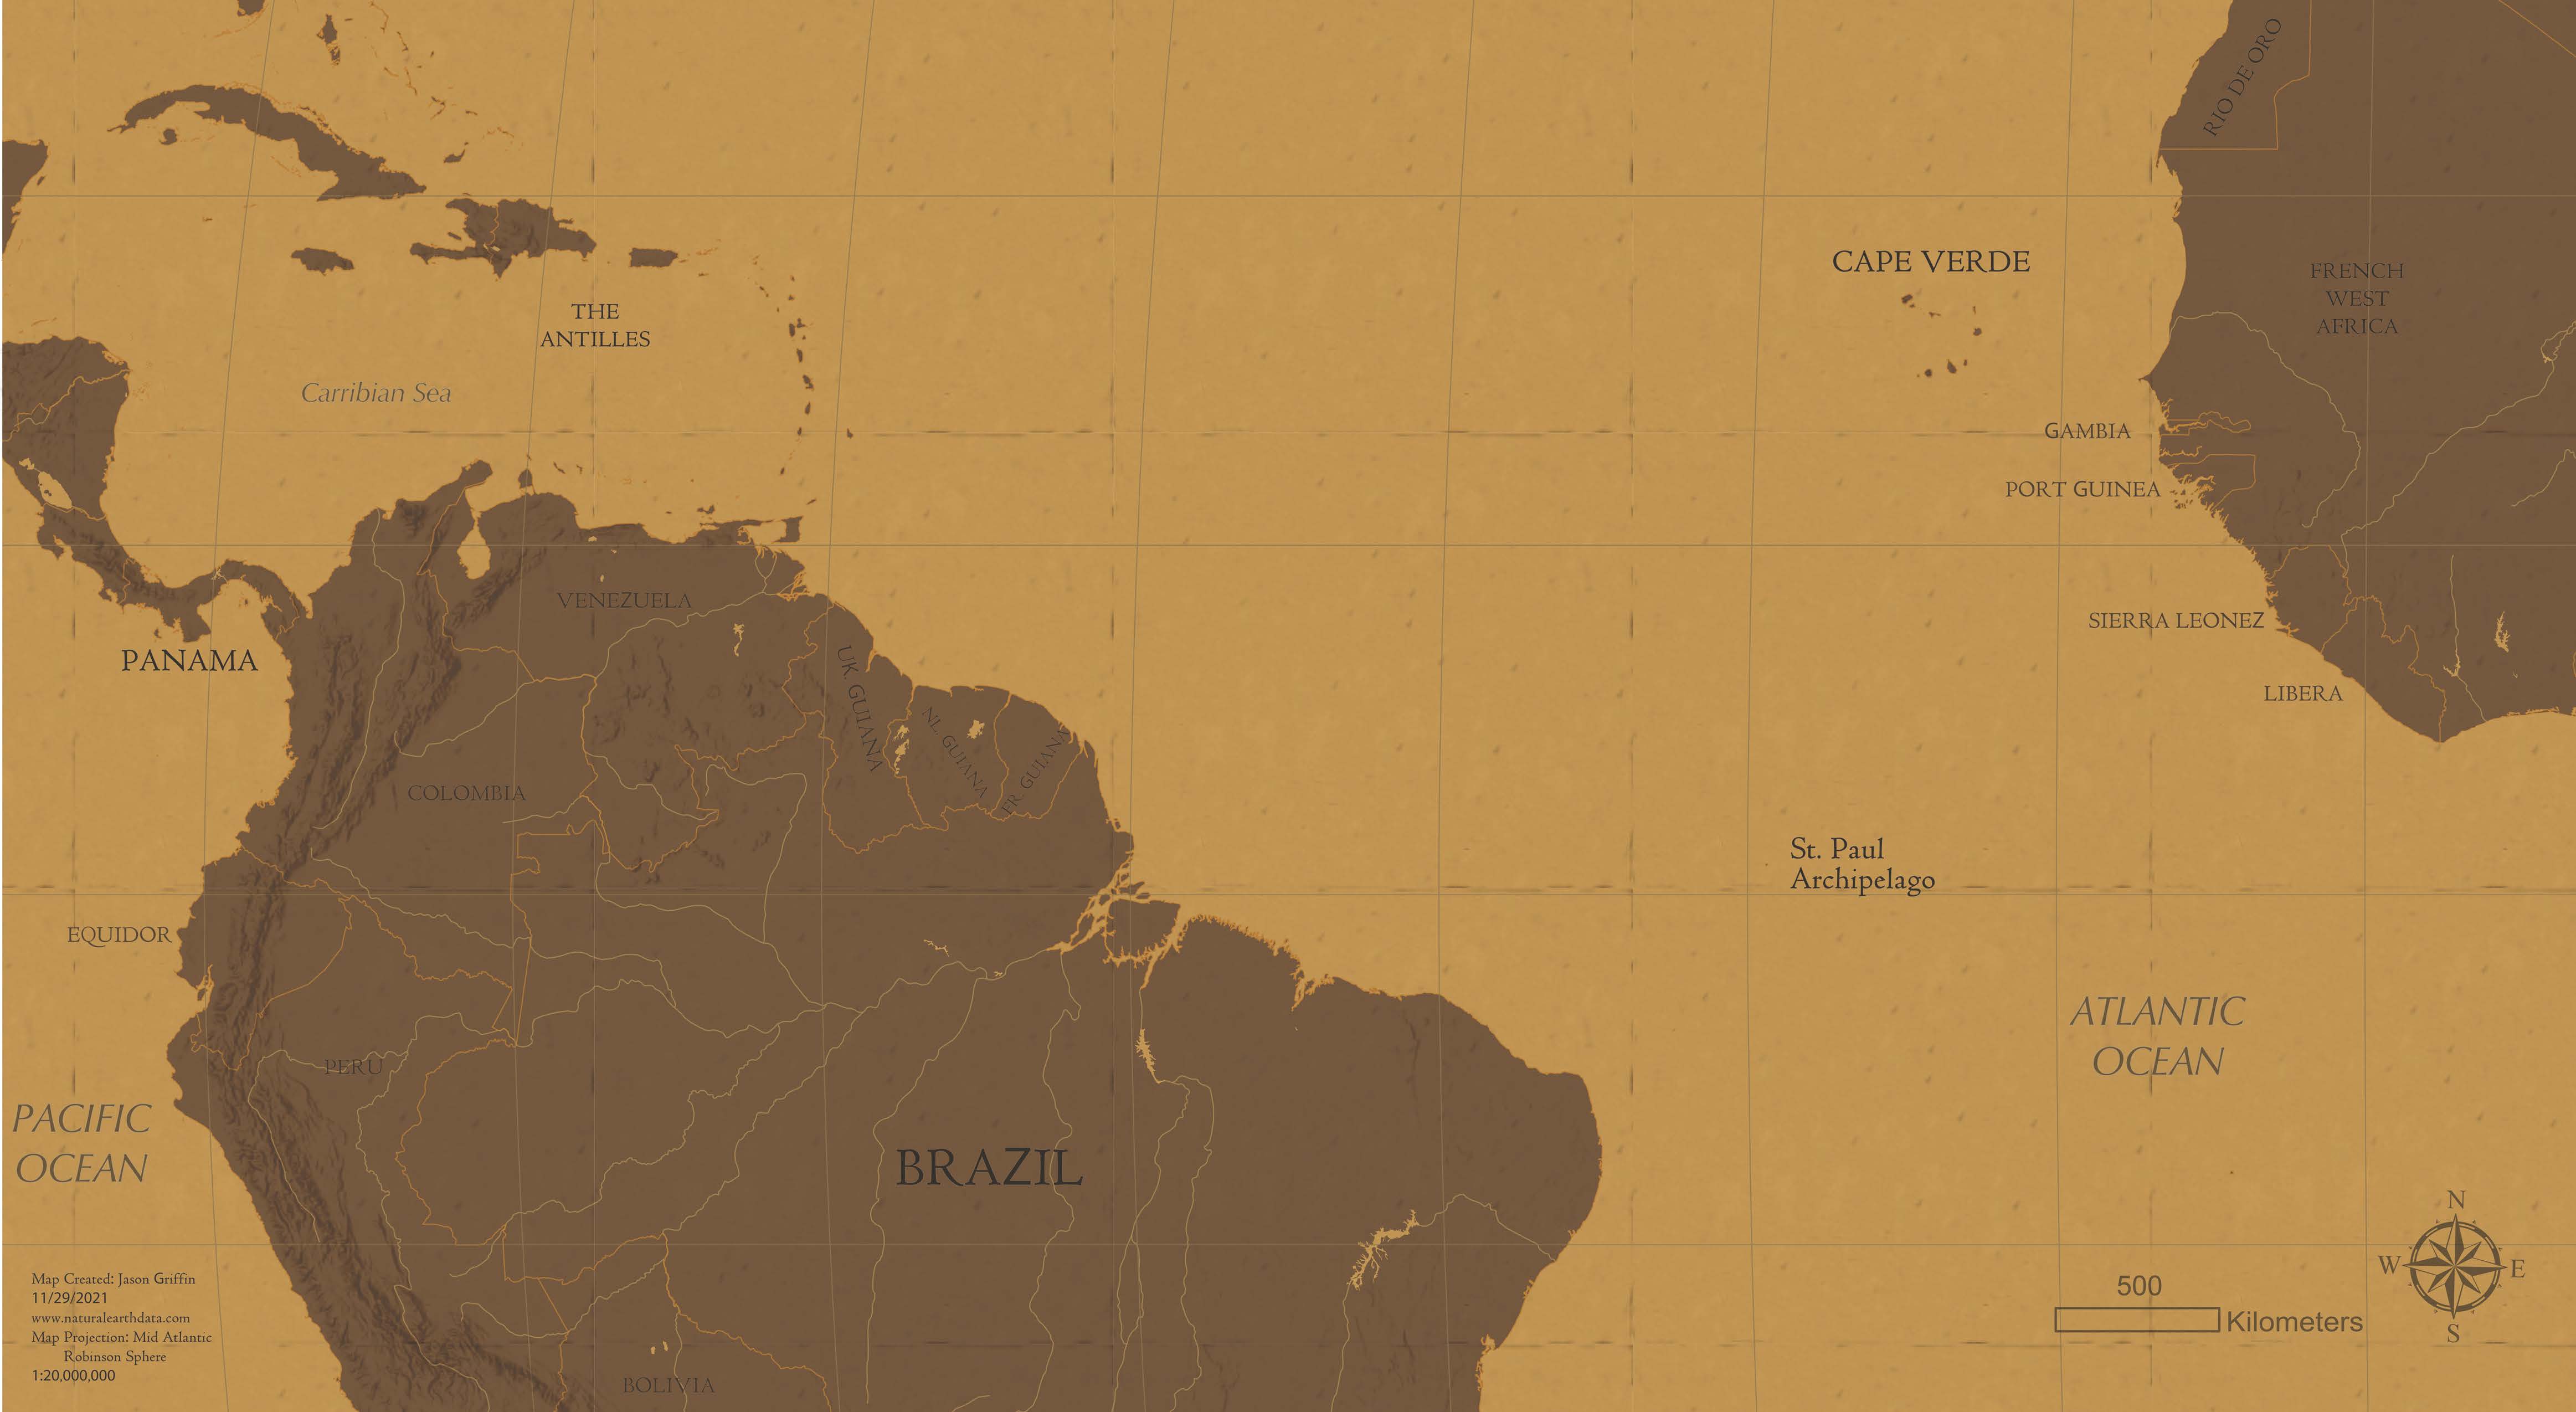 RIO DE ORO
CAPE VERDE
FRENCH
WEST
AFRICA
THE
ANTILLES
Carribian Sea
GAMBIA
PORT GUINEA
VENEZUELA
SIERRA LEONEZ
PANAMA
UK. GUIANA
NL. GUIANA
FR. GUIANA
LIBERA
COLOMBIA
St. Paul
Archipelago
EQUIDOR
ATLANTIC
OCEAN
PERU
PACIFIC
OCEAN
BRAZIL
N
W
E
S
500
Kilometers
Map Created: Jason Griffin
11/29/2021
www.naturalearthdata.com
Map Projection: Mid Atlantic
Robinson Sphere
1:20,000,000
BOLIVIA